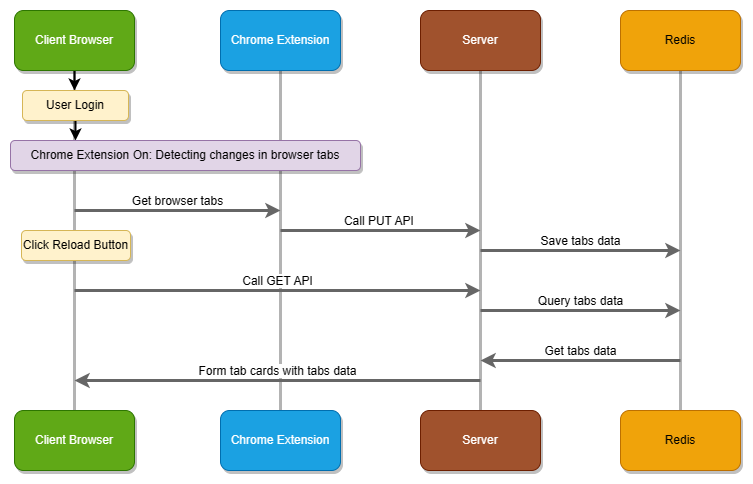 Client Browser
Chrome Extension
Server
Redis
User Login
Chrome Extension On: Detecting changes in browser tabs
Get browser tabs
Call PUT API
Click Reload Button
Save tabs data
Call GET API
Query tabs data
Get tabs data
Form tab cards with tabs data
Client Browser
Chrome Extension
Server
Redis